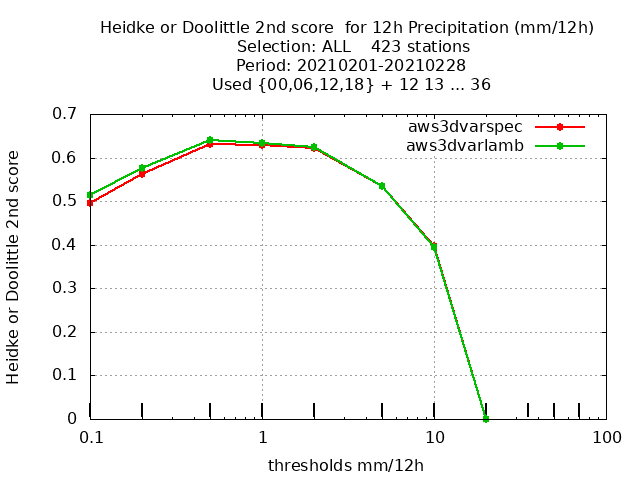 Heidke or Doolittle 2nd score  for 12h Precipitation (mm/12h)
Selection: ALL    423 stations
Period: 20210201-20210228
Used {00,06,12,18} + 12 13 ... 36
aws3dvarspec
aws3dvarlamb
Heidke or Doolittle 2nd score
0.7
0.6
0.5
0.4
0.3
0.2
0.1
0
0.1 1 10 100
thresholds mm/12h